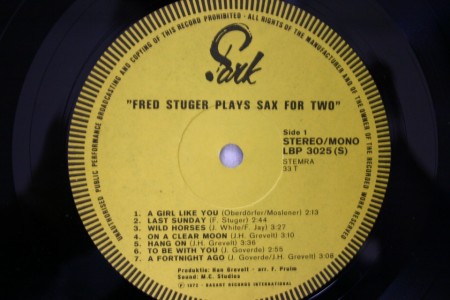 UNAUTHORISED PUBLIC PERFORMANCE BROADCASTING AND COPYING OF THIS RECORD PROHIBITED - ALL RIGHTS OF THE MANUFACTURER AND OF THE OWNER OF THE RECORDED WORK RESERVED
Park
"FRED STUGER PLAYS SAX FOR TWO"
Side 1
STEREO/MONO
LBP 3025 (S)
STEMRA
33 T
1. A GIRL LIKE YOU (Oberdörfer/Moslener) 2:13
2. LAST SUNDAY (F. Stuger) 2:44
3. WILD HORSES (J. White/F. Jay) 3:27
4. ON A CLEAR MOON (J.H. Grevelt) 3:32
5. HANG ON (J.H. Grevelt) 3:36
6. TO BE WITH YOU (J. Goverde) 2:55
7. A FORTNIGHT AGO (J. Goverde/J.H. Grevelt) 3:08
Produktie: Han Grevelt - arr. F. Pruim
Sound: M.C. Studios
BASART RECORDS INTERNATIONAL